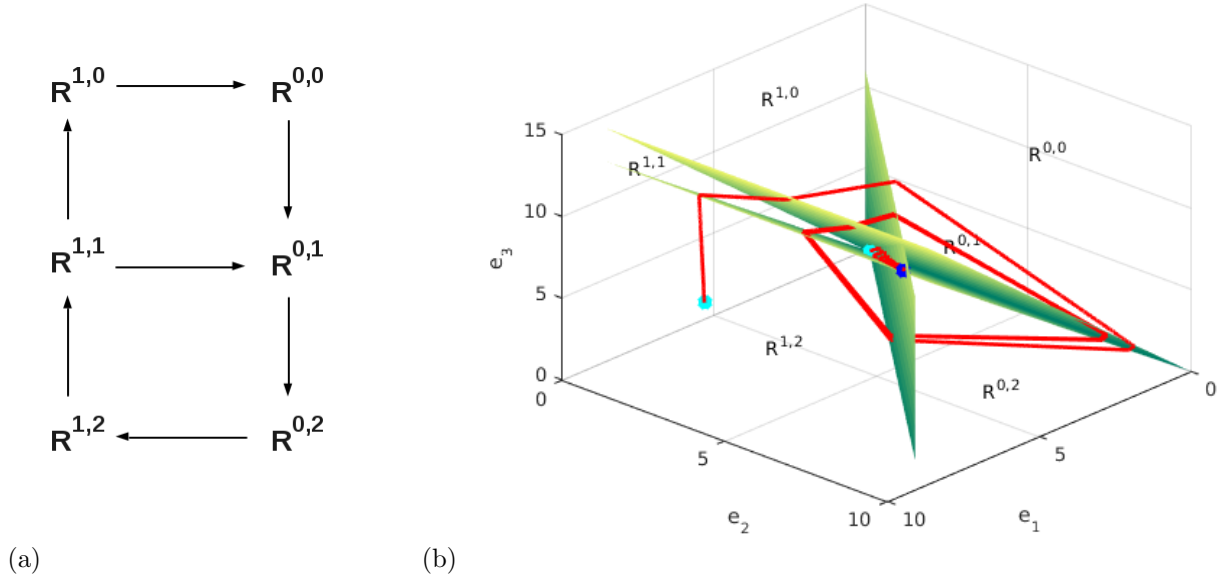 R^{1,0} R^{0,0}
R^{1,1} R^{0,1}
R^{1,2} R^{0,2}
(a)
R^{1,0}
R^{0,0}
R^{1,1}
R^{0,1}
R^{1,2}
R^{0,2}
15
10
5
0
e_3
0
5
10
e_2
10
5
0
e_1
(b)